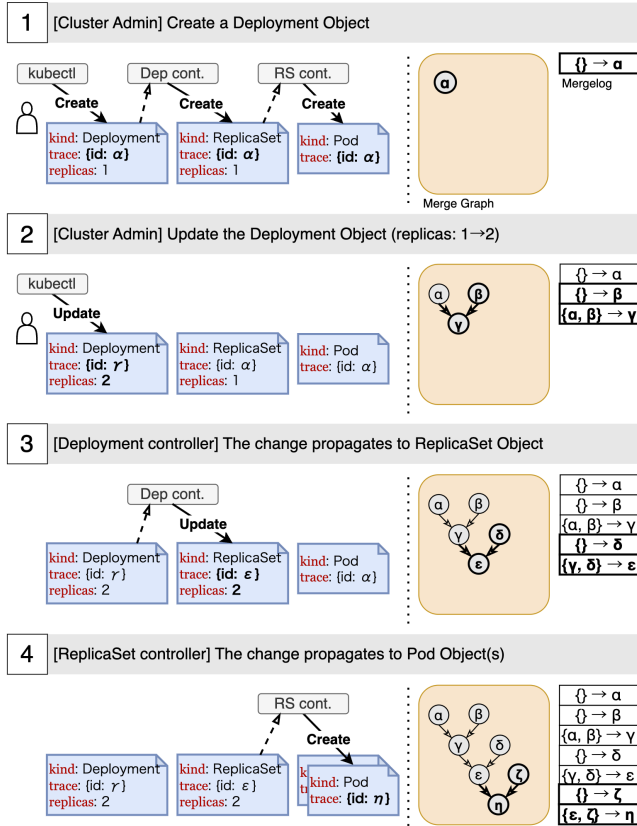 1 [Cluster Admin] Create a Deployment Object
kubectl Dep cont. RS cont.
Create Create Create
kind: Deployment
trace: {id: α}
replicas: 1
kind: ReplicaSet
trace: {id: α}
replicas: 1
kind: Pod
trace: {id: α}
α
Merge Graph
{} → α
Mergelog
2 [Cluster Admin] Update the Deployment Object (replicas: 1→2)
kubectl
Update
kind: Deployment
trace: {id: γ}
replicas: 2
kind: ReplicaSet
trace: {id: α}
replicas: 1
kind: Pod
trace: {id: α}
α β
γ
{} → α
{} → β
{α, β} → γ
3 [Deployment controller] The change propagates to ReplicaSet Object
Dep cont.
Update
kind: Deployment
trace: {id: γ}
replicas: 2
kind: ReplicaSet
trace: {id: ε}
replicas: 2
kind: Pod
trace: {id: α}
α β
γ δ
ε
{} → α
{} → β
{α, β} → γ
{} → δ
{γ, δ} → ε
4 [ReplicaSet controller] The change propagates to Pod Object(s)
RS cont.
Create
kind: Deployment
trace: {id: γ}
replicas: 2
kind: ReplicaSet
trace: {id: ε}
replicas: 2
kind: Pod
trace: {id: η}
α β
γ δ
ε ζ
η
{} → α
{} → β
{α, β} → γ
{} → δ
{γ, δ} → ε
{} → ζ
{ε, ζ} → η